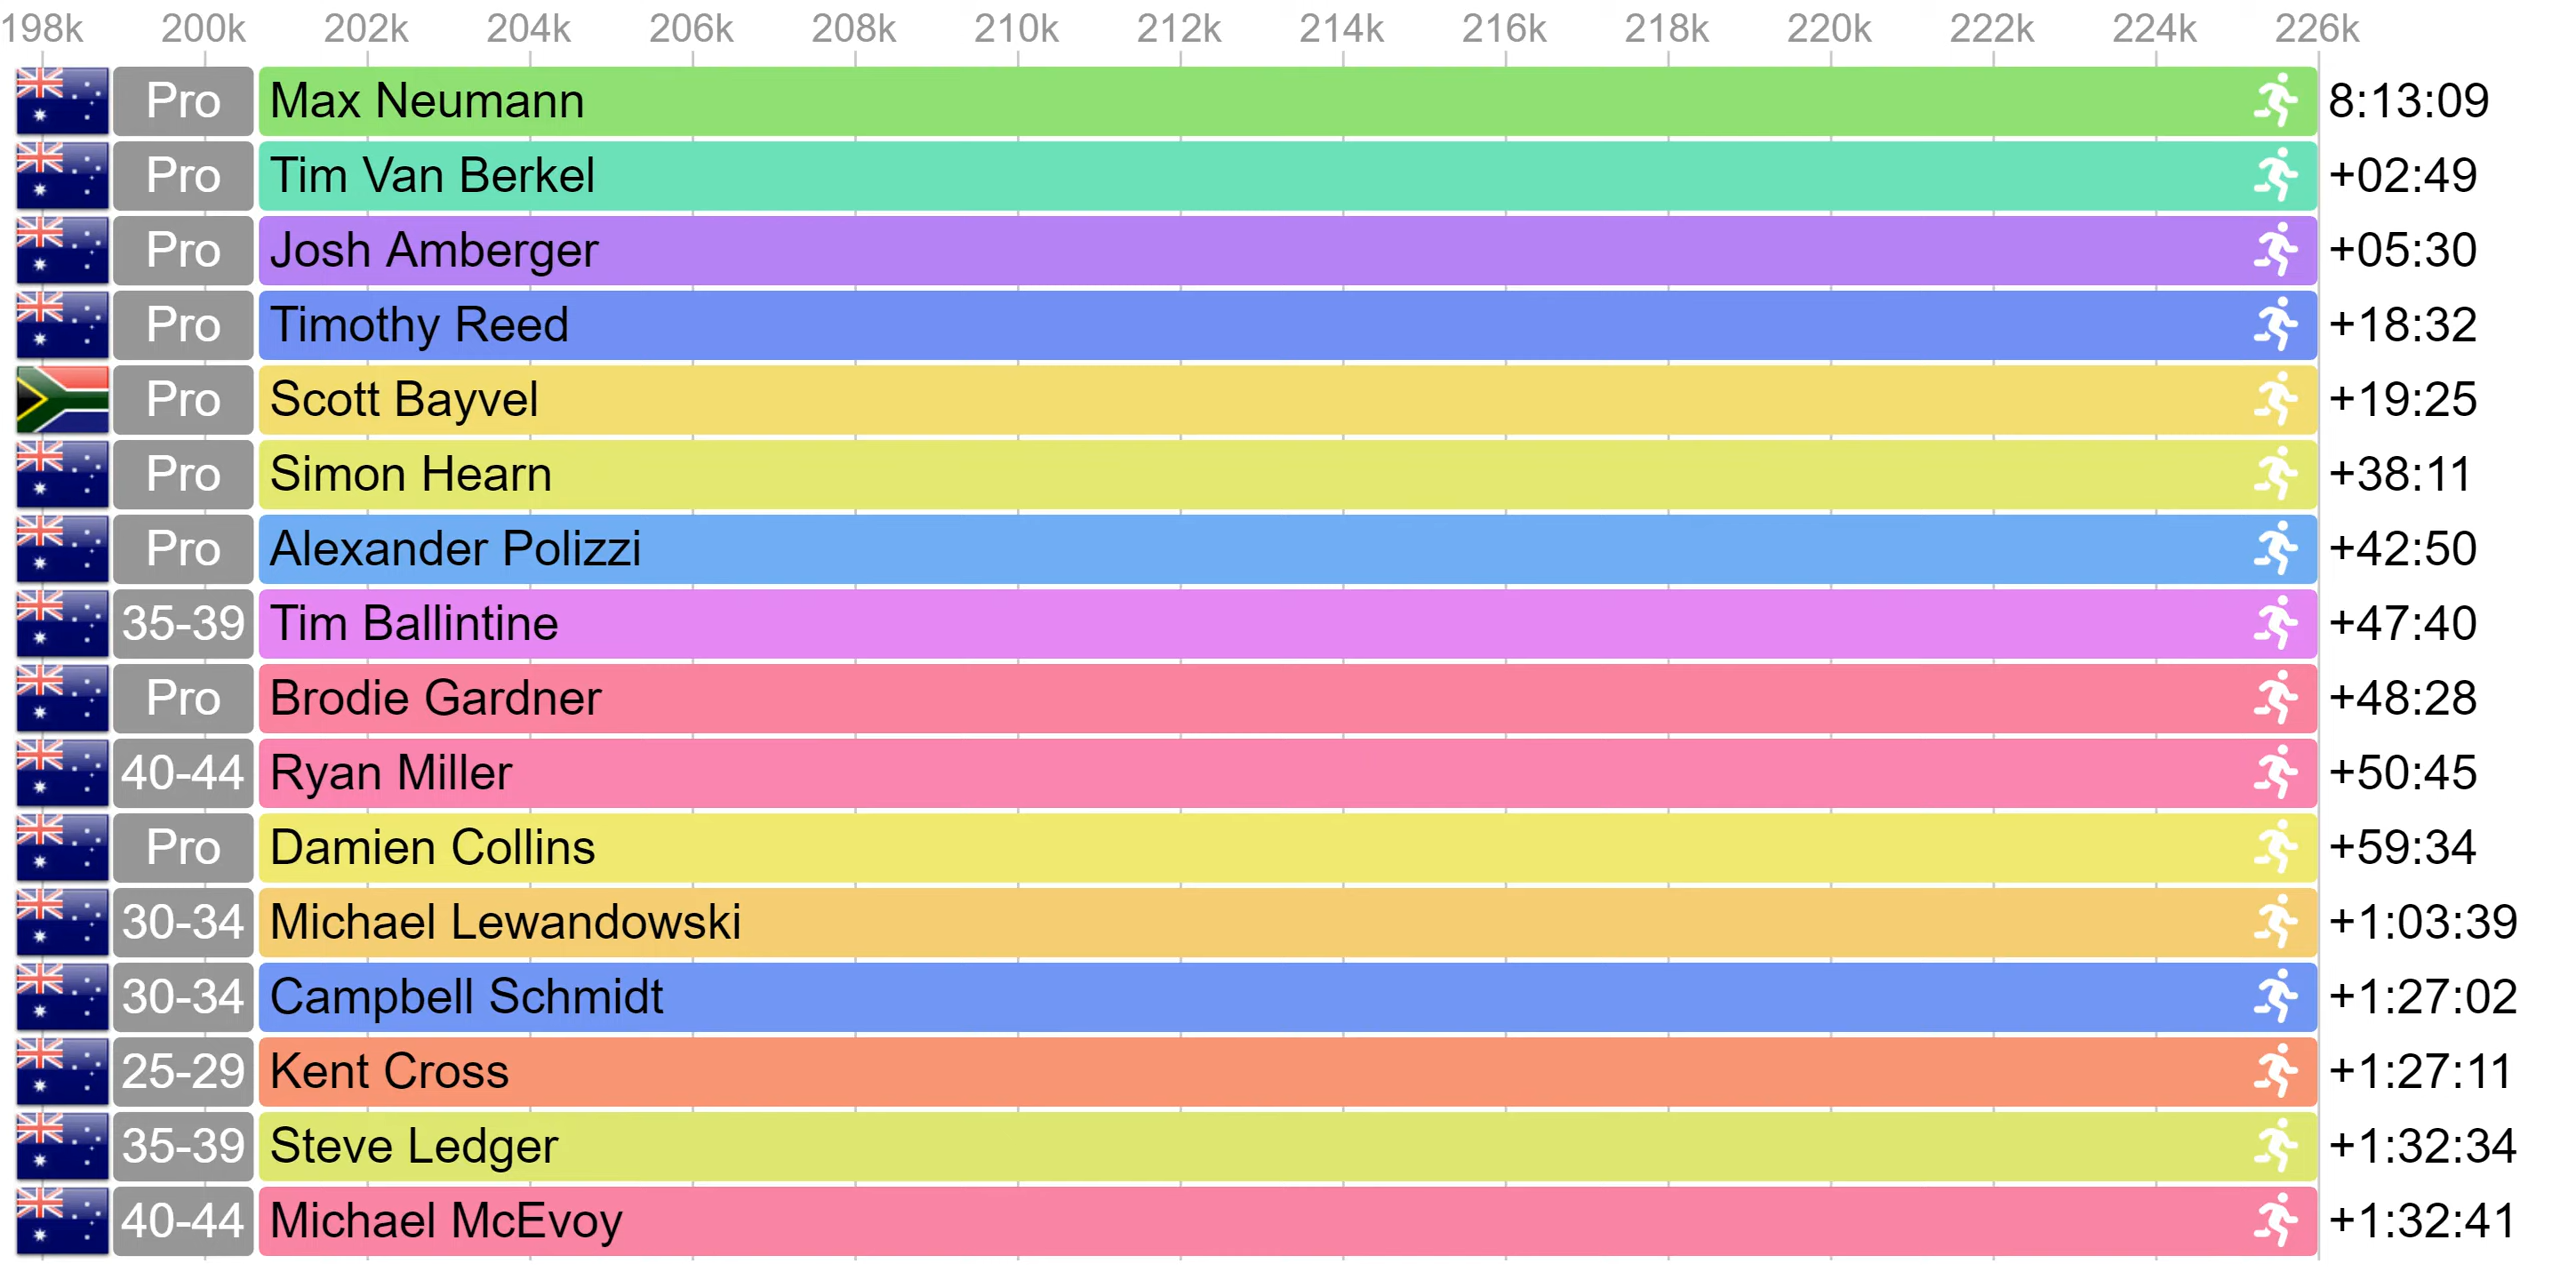 198k 200k 202k 204k 206k 208k 210k 212k 214k 216k 218k 220k 222k 224k 226k
Pro Max Neumann 8:13:09
Pro Tim Van Berkel +02:49
Pro Josh Amberger +05:30
Pro Timothy Reed +18:32
Pro Scott Bayvel +19:25
Pro Simon Hearn +38:11
Pro Alexander Polizzi +42:50
35-39 Tim Ballintine +47:40
Pro Brodie Gardner +48:28
40-44 Ryan Miller +50:45
Pro Damien Collins +59:34
30-34 Michael Lewandowski +1:03:39
30-34 Campbell Schmidt +1:27:02
25-29 Kent Cross +1:27:11
35-39 Steve Ledger +1:32:34
40-44 Michael McEvoy +1:32:41